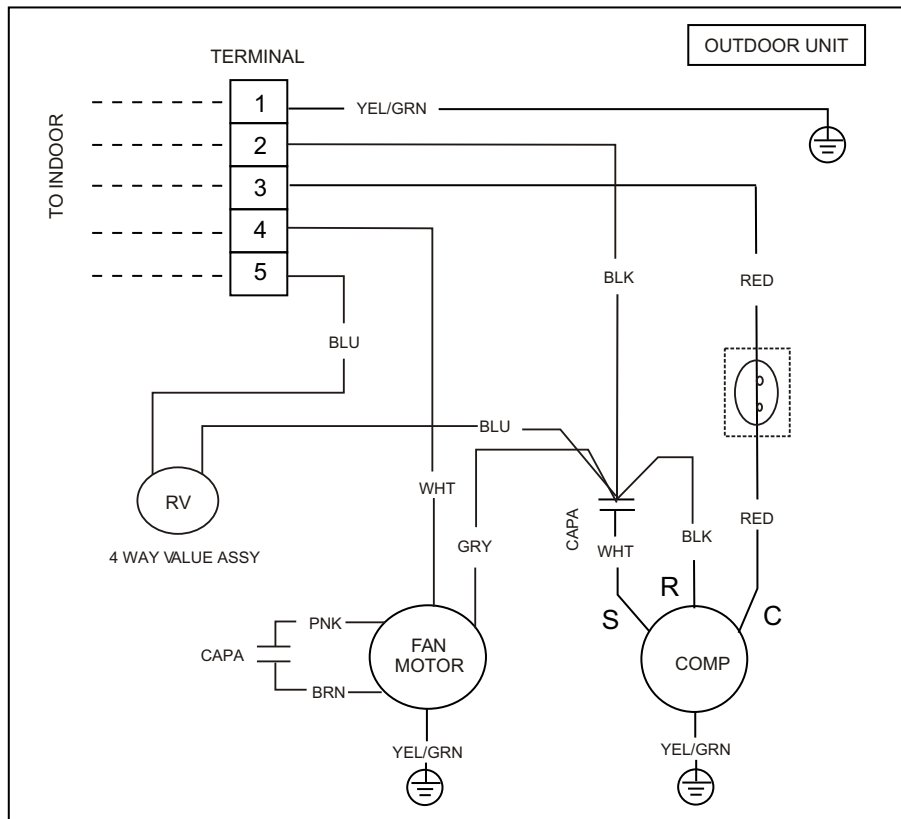 OUTDOOR UNIT
TERMINAL
TO INDOOR
1
YEL/GRN
2
3
4
5
BLK
RED
BLU
BLU
WHT
GRY
CAPA
WHT
BLK
RED
RV
4 WAY VALUE ASSY
S
R
C
PNK
CAPA
BRN
FAN
MOTOR
COMP
YEL/GRN
YEL/GRN